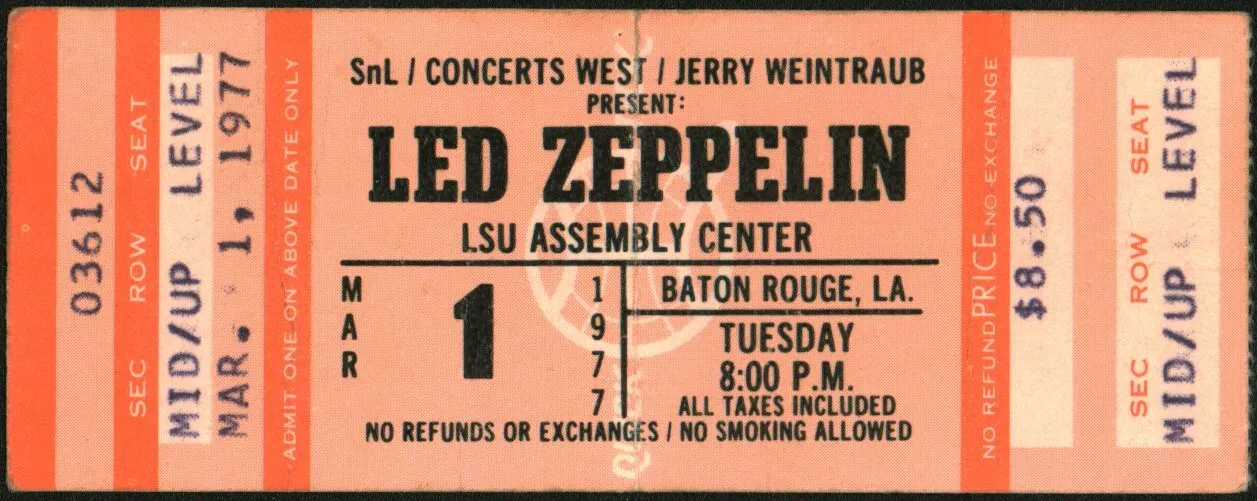 03612
SEC ROW SEAT
MID/UP LEVEL
MAR. 1, 1977
ADMIT ONE ON ABOVE DATE ONLY
SnL / CONCERTS WEST / JERRY WEINTRAUB
PRESENT:
LED ZEPPELIN
LSU ASSEMBLY CENTER
MAR 1 1977
BATON ROUGE, LA.
TUESDAY
8:00 P.M.
ALL TAXES INCLUDED
NO REFUNDS OR EXCHANGES / NO SMOKING ALLOWED
NO REFUND PRICE NO EXCHANGE
$8.50
SEC ROW SEAT
MID/UP LEVEL